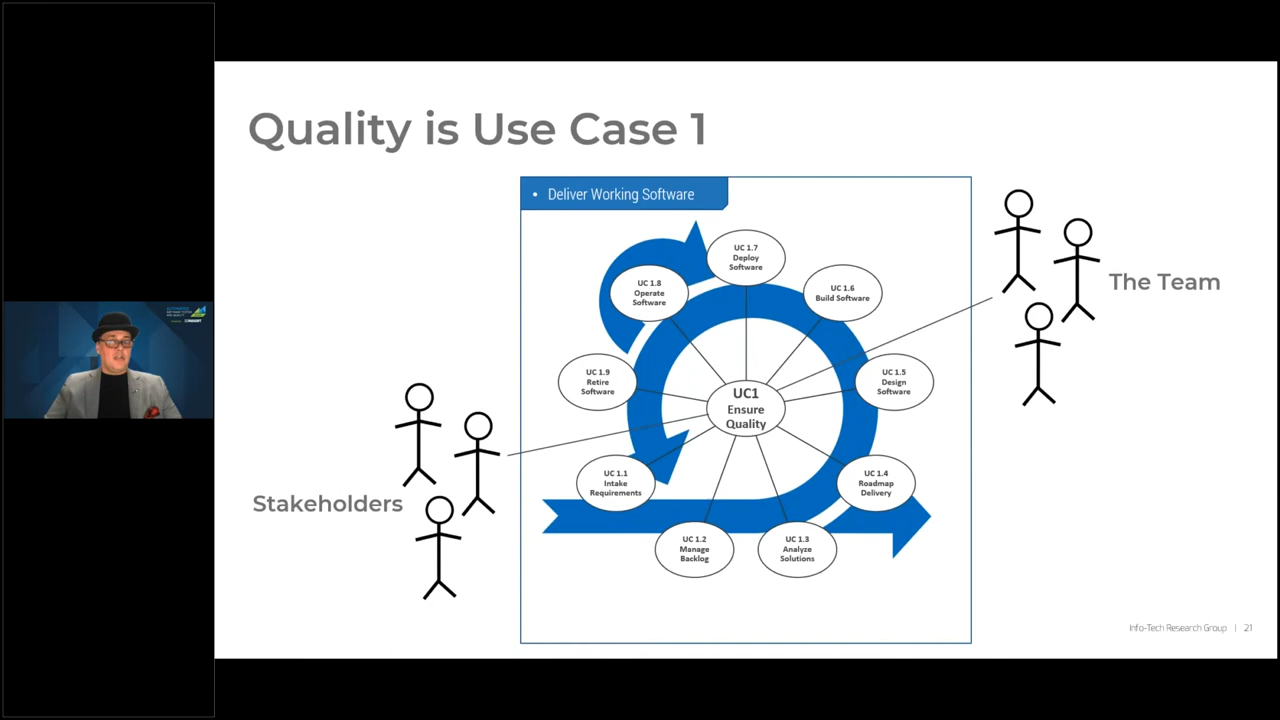 Quality is Use Case 1
• Deliver Working Software
UC 1.7
Deploy
Software
UC 1.8
Operate
Software
UC 1.6
Build Software
The Team
UC 1.9
Retire
Software
UC 1.5
Design
Software
UC1
Ensure
Quality
UC 1.1
Intake
Requirements
UC 1.4
Roadmap
Delivery
Stakeholders
UC 1.2
Manage
Backlog
UC 1.3
Analyze
Solutions
Info-Tech Research Group | 21